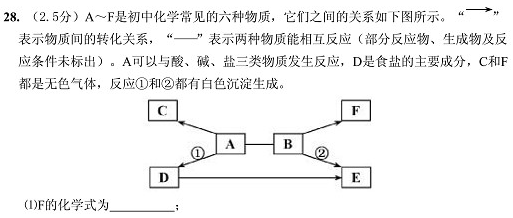 28. （2.5分）A～F是初中化学常见的六种物质，它们之间的关系如下图所示。“⟶”
表示物质间的转化关系，“——”表示两种物质能相互反应（部分反应物、生成物及反
应条件未标出）。A可以与酸、碱、盐三类物质发生反应，D是食盐的主要成分，C和F
都是无色气体，反应①和②都有白色沉淀生成。
C F
A B
① ②
D E
(1)F的化学式为________；